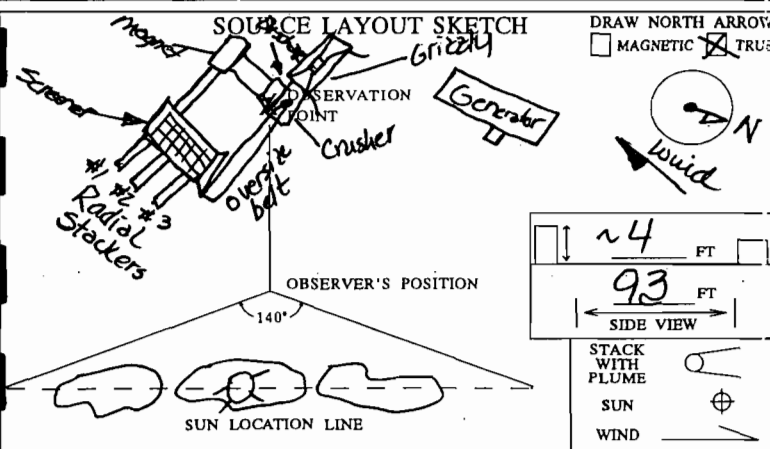 SOURCE LAYOUT SKETCH
DRAW NORTH ARROW
MAGNETIC TRUE
Magnet
Grizzly
OBSERVATION
POINT
Generator
N
Screener
Crusher
wind
oversize
belt
#1 #2 #3
Radial
Stackers
~4 FT
93 FT
SIDE VIEW
OBSERVER'S POSITION
140°
STACK
WITH
PLUME
SUN
WIND
SUN LOCATION LINE